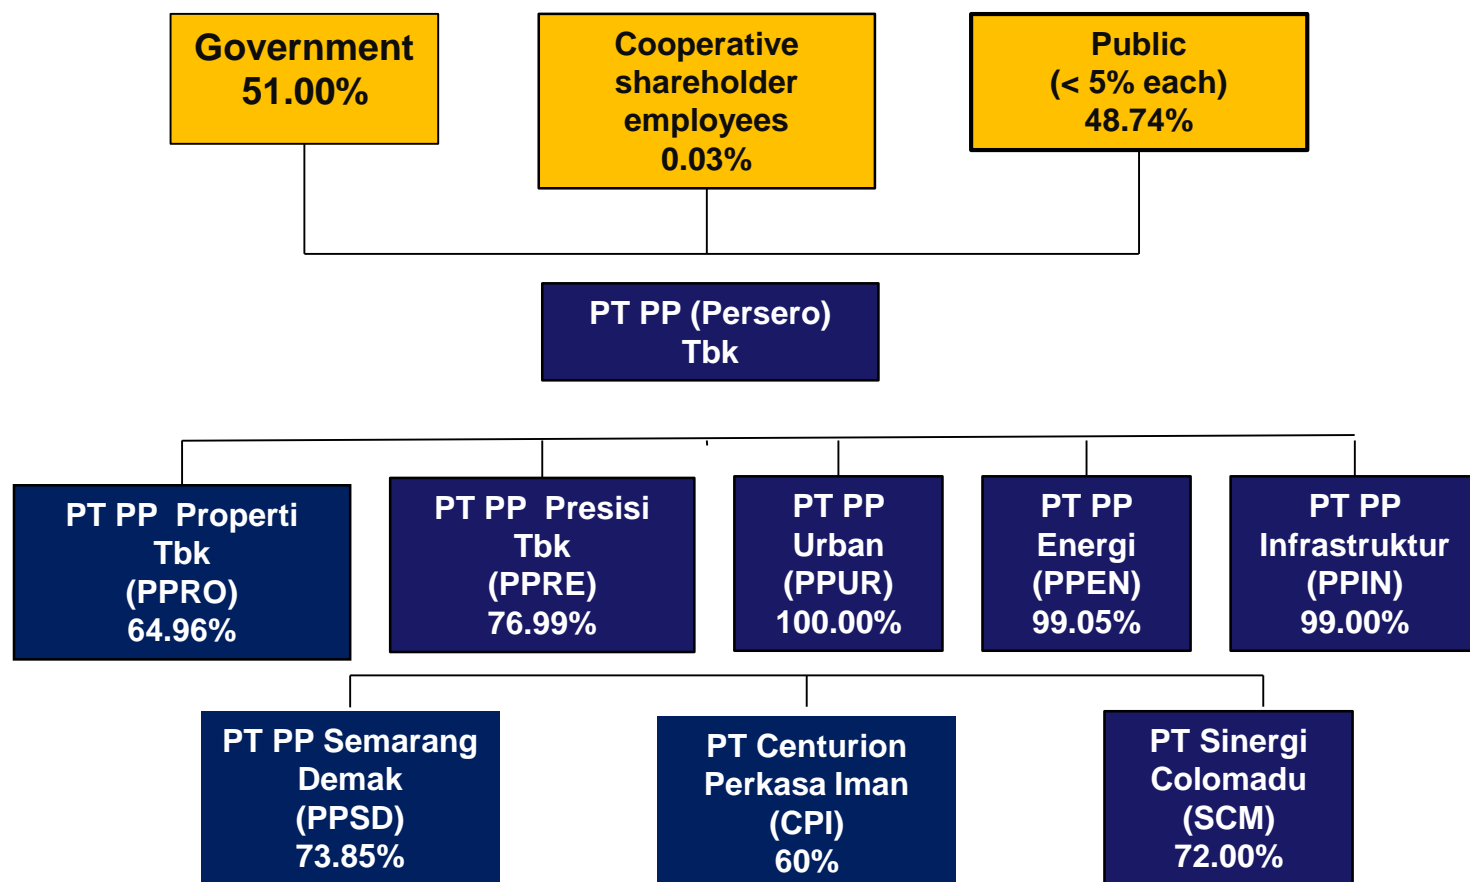 Government
51.00%
Cooperative
shareholder
employees
0.03%
Public
(< 5% each)
48.74%
PT PP (Persero)
Tbk
PT PP Properti
Tbk
(PPRO)
64.96%
PT PP Presisi
Tbk
(PPRE)
76.99%
PT PP
Urban
(PPUR)
100.00%
PT PP
Energi
(PPEN)
99.05%
PT PP
Infrastruktur
(PPIN)
99.00%
PT PP Semarang
Demak
(PPSD)
73.85%
PT Centurion
Perkasa Iman
(CPI)
60%
PT Sinergi
Colomadu
(SCM)
72.00%